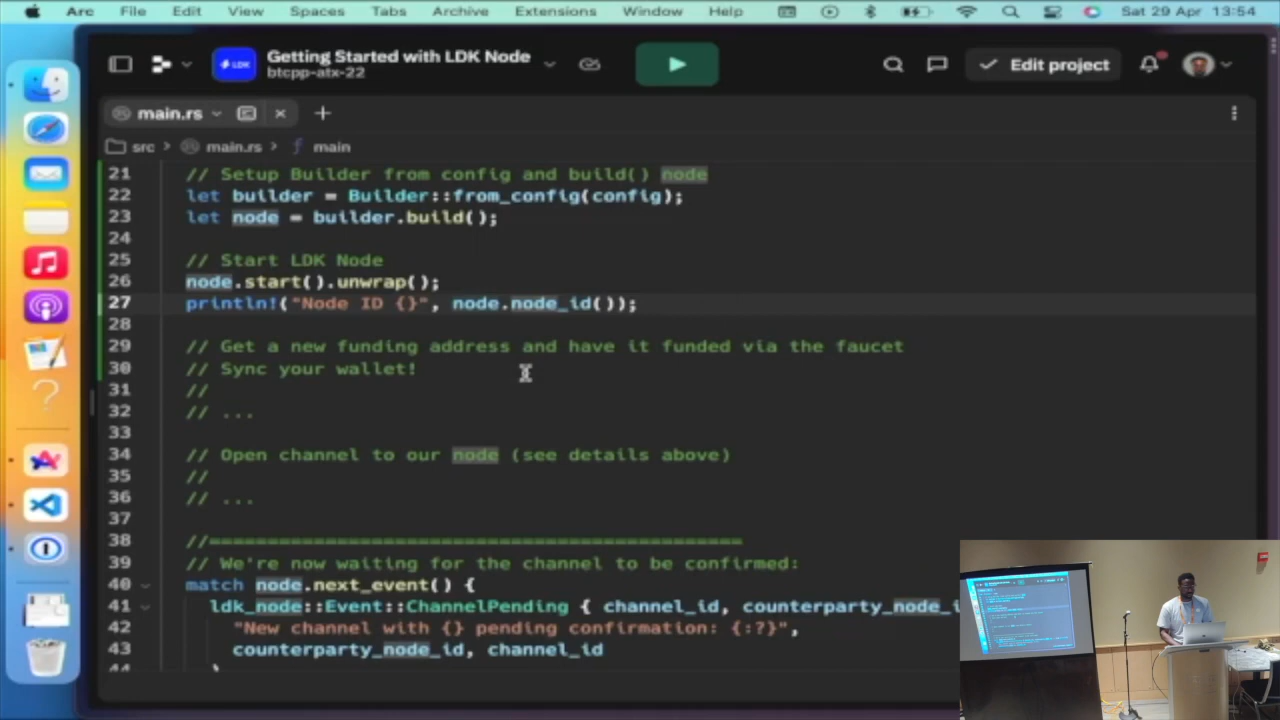 Arc File Edit View Spaces Tabs Archive Extensions Window Help Sat 29 Apr 13:54
LDK Getting Started with LDK Node
btcpp-atx-22
Edit project
main.rs
src > main.rs > f main
21 // Setup Builder from config and build() node
22 let builder = Builder::from_config(config);
23 let node = builder.build();
24
25 // Start LDK Node
26 node.start().unwrap();
27 println!("Node ID {}", node.node_id());
28
29 // Get a new funding address and have it funded via the faucet
30 // Sync your wallet!
31 //
32 // ...
33
34 // Open channel to our node (see details above)
35 //
36 // ...
37
38 //==============================================
39 // We're now waiting for the channel to be confirmed:
40 match node.next_event() {
41 ldk_node::Event::ChannelPending { channel_id, counterparty_node_i
42 "New channel with {} pending confirmation: {:?}",
43 counterparty_node_id, channel_id
44 )